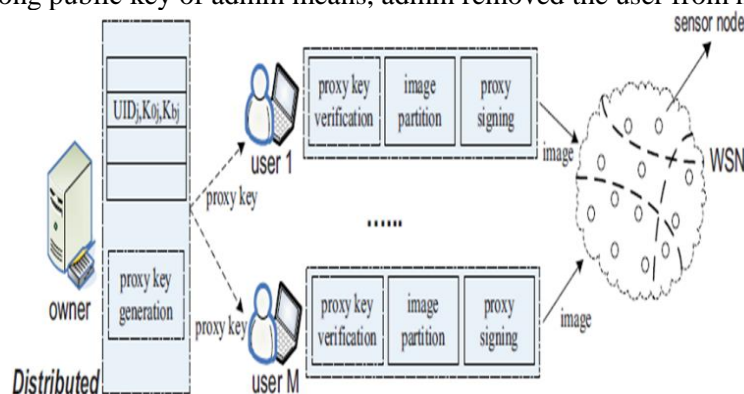 ong public key of admin means, admin removed the user from
sensor node
UIDj,K0j,Kbj
proxy key
verification
image
partition
proxy
signing
user 1
image
WSN
proxy key
......
owner
proxy key
generation
proxy key
proxy key
verification
image
partition
proxy
signing
image
Distributed
user M